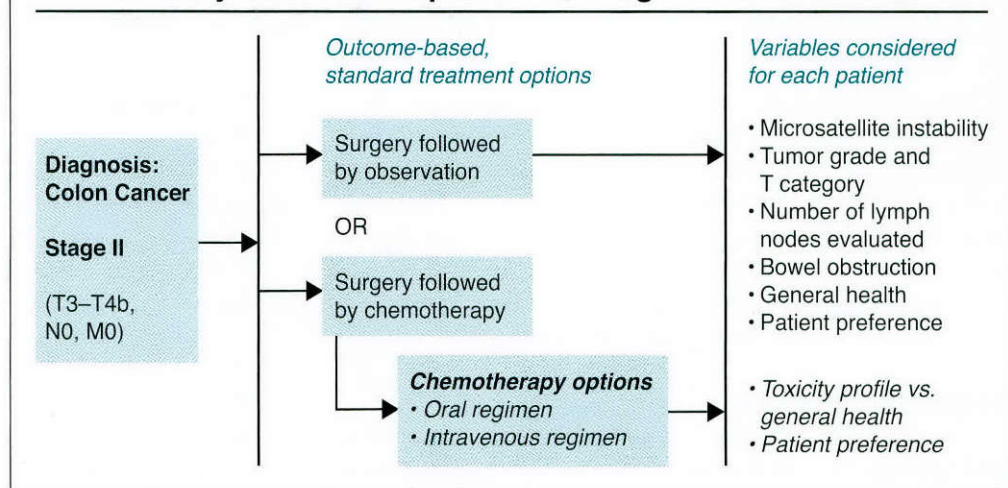 Outcome-based,
standard treatment options
Variables considered
for each patient
Diagnosis:
Colon Cancer
Stage II
(T3–T4b,
N0, M0)
Surgery followed
by observation
OR
Surgery followed
by chemotherapy
Chemotherapy options
• Oral regimen
• Intravenous regimen
• Microsatellite instability
• Tumor grade and
T category
• Number of lymph
nodes evaluated
• Bowel obstruction
• General health
• Patient preference
• Toxicity profile vs.
general health
• Patient preference